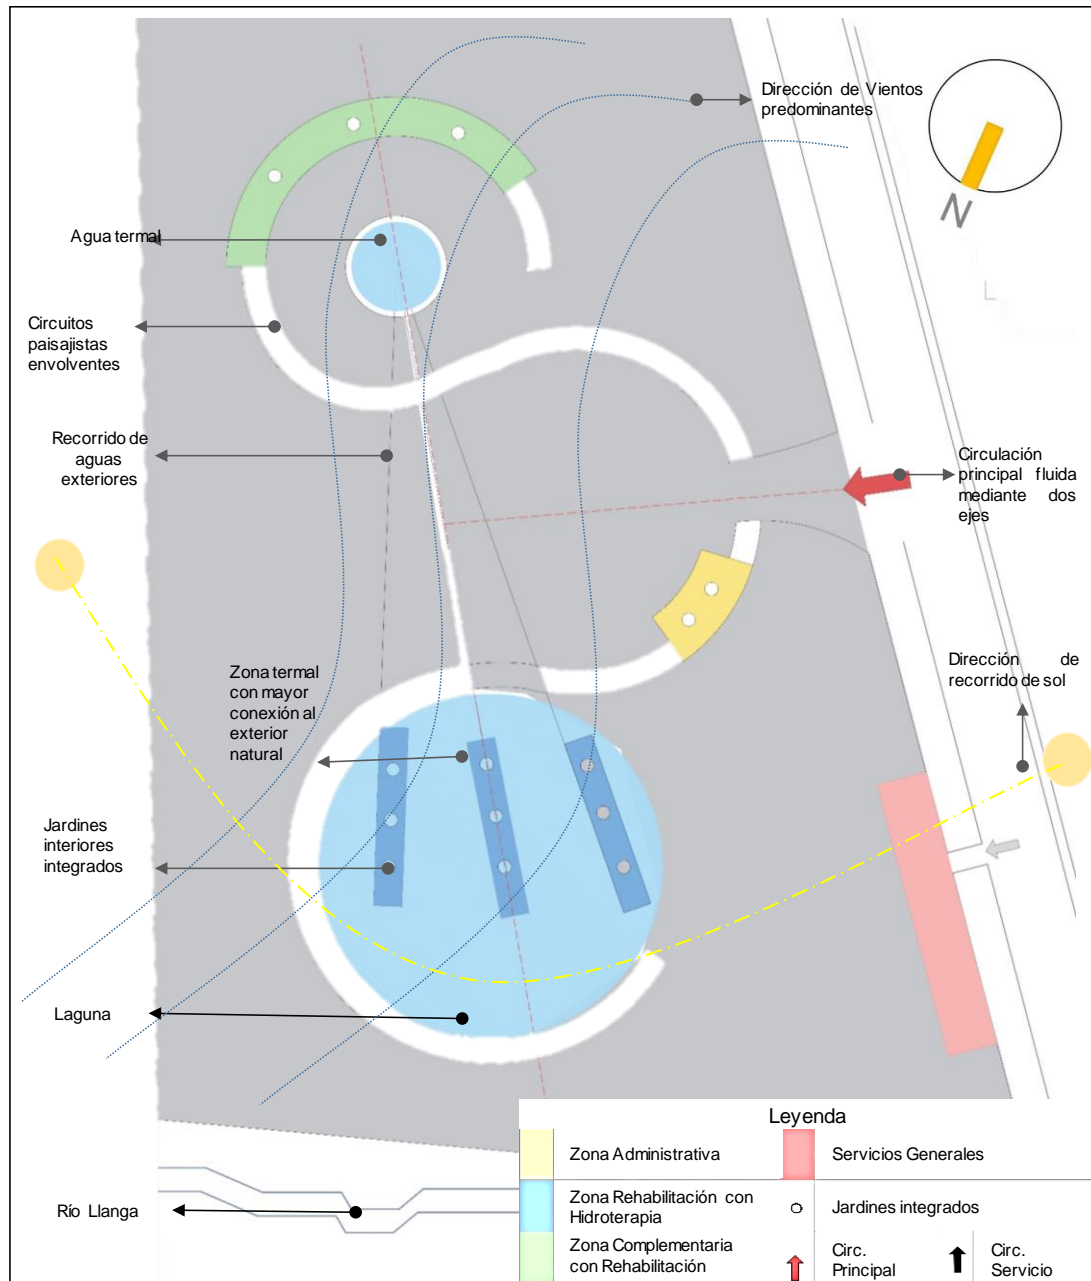 Dirección de Vientos
predominantes
N
Agua termal
Circuitos
paisajistas
envolventes
Recorrido de
aguas
exteriores
Circulación
principal fluida
mediante dos
ejes
Zona termal
con mayor
conexión al
exterior
natural
Dirección de
recorrido de sol
Jardines
interiores
integrados
Laguna
Río Llanga
Leyenda
Zona Administrativa
Servicios Generales
Zona Rehabilitación con
Hidroterapia
Jardines integrados
Zona Complementaria
con Rehabilitación
Circ.
Principal
Circ.
Servicio